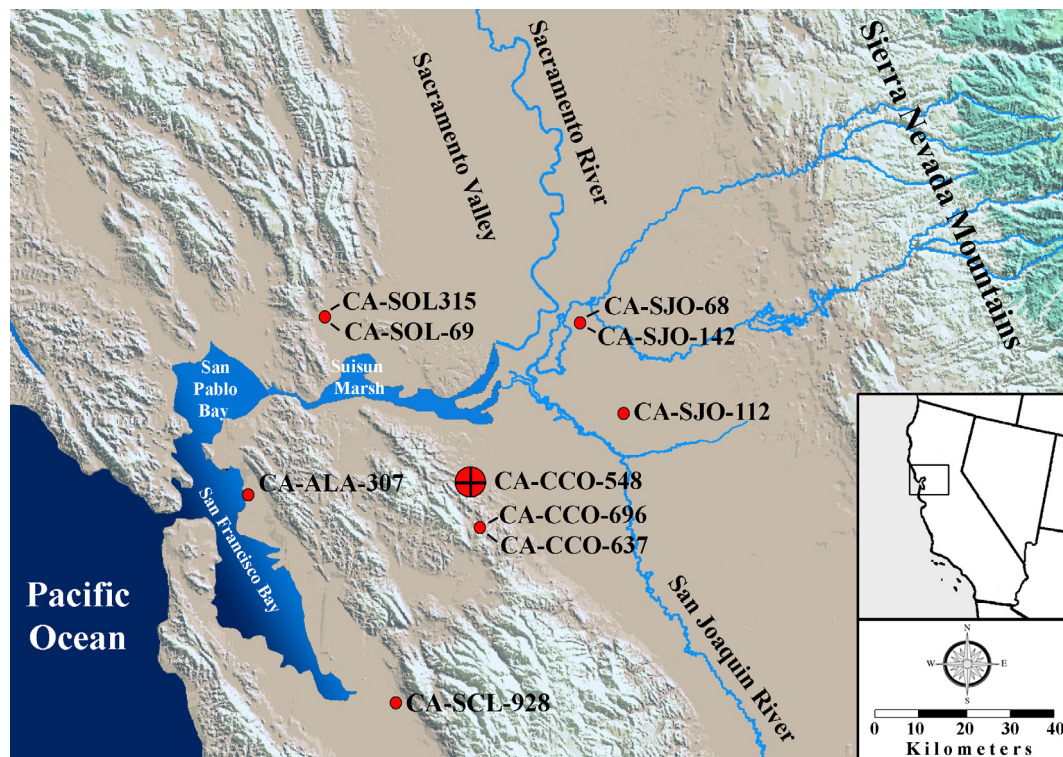 Sacramento River
Sierra Nevada Mountains
Sacramento Valley
CA-SOL315
CA-SOL-69
CA-SJO-68
CA-SJO-142
San
Pablo
Bay
Suisun
Marsh
CA-SJO-112
CA-ALA-307
CA-CCO-548
San Francisco Bay
CA-CCO-696
CA-CCO-637
Pacific
Ocean
San Joaquin River
CA-SCL-928
N
W E
S
0 10 20 30 40
Kilometers